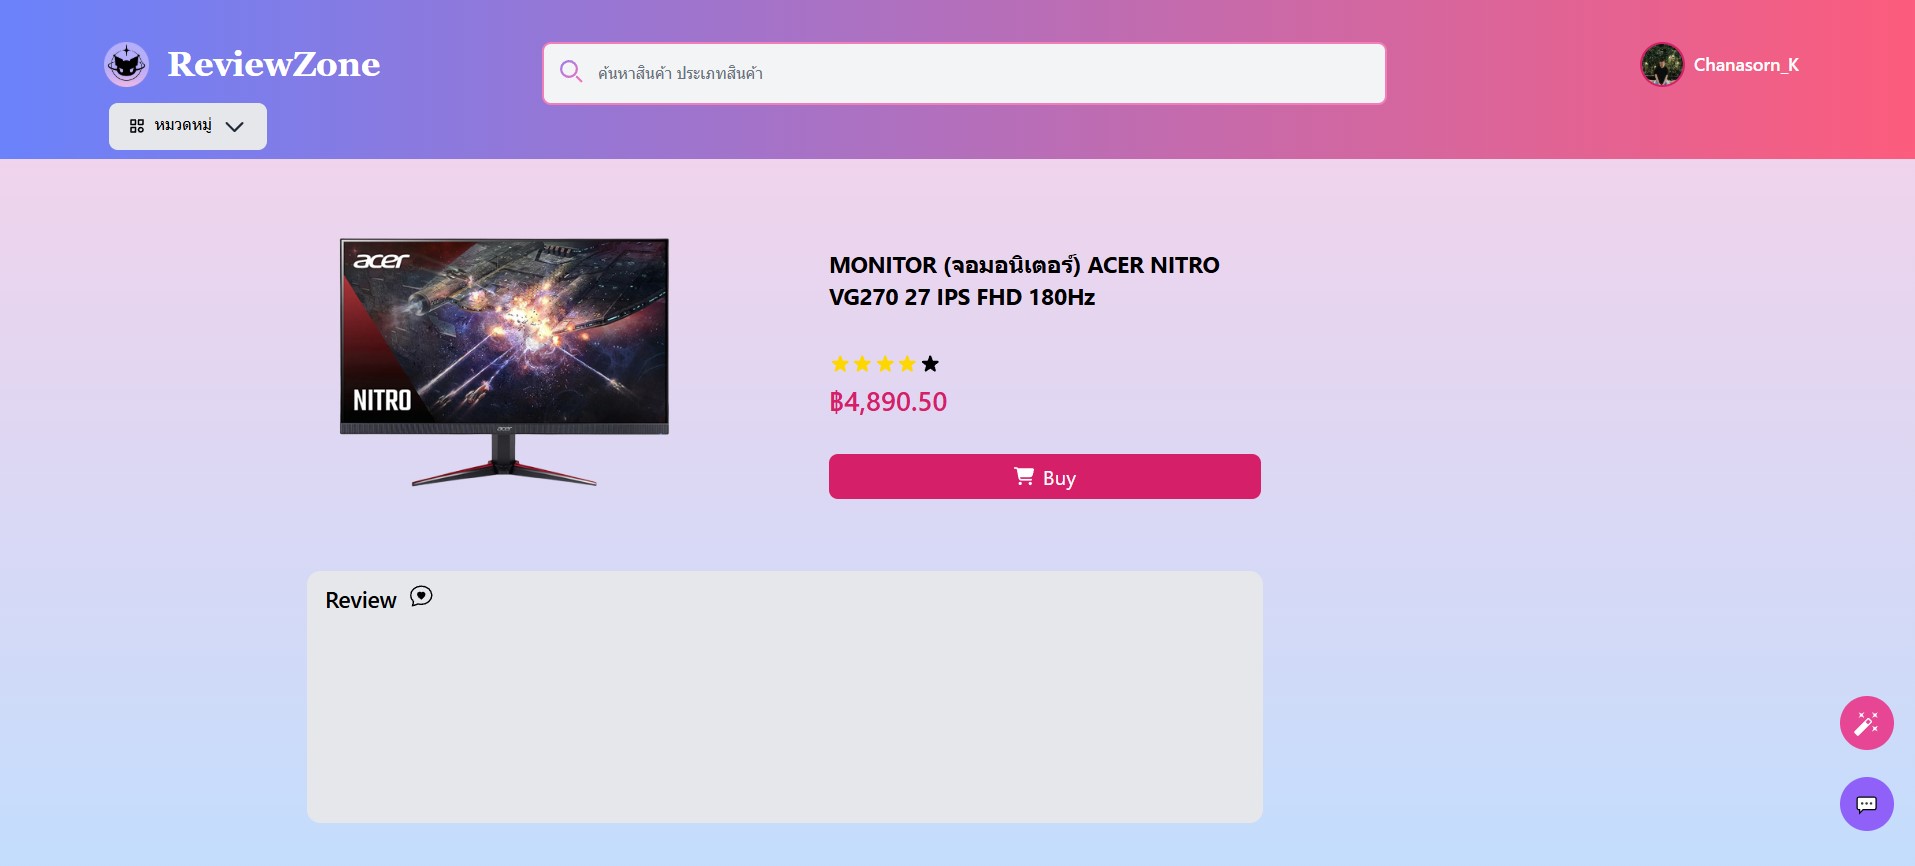 ReviewZone
ค้นหาสินค้า ประเภทสินค้า
Chanasorn_K
หมวดหมู่
acer
NITRO
acer
MONITOR (จอมอนิเตอร์) ACER NITRO
VG270 27 IPS FHD 180Hz
฿4,890.50
Buy
Review